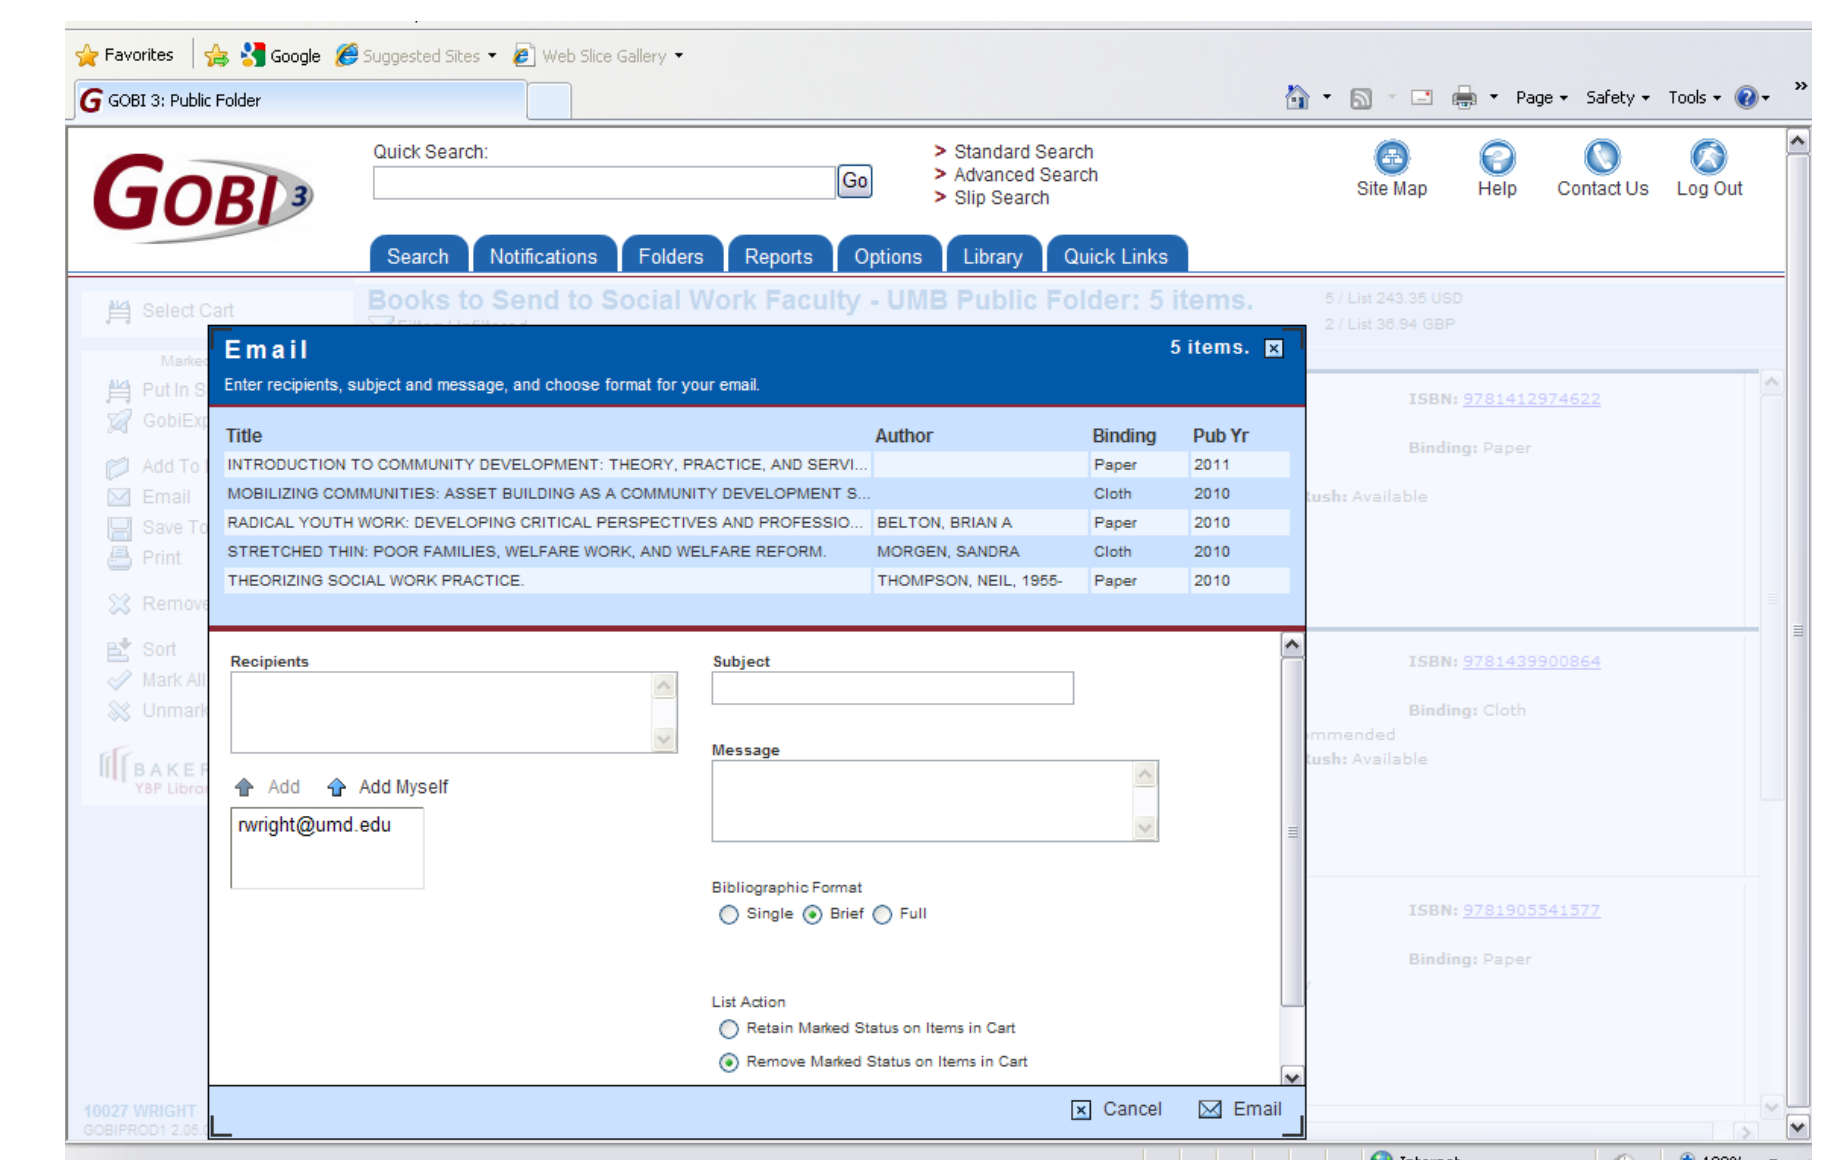 Favorites Google Suggested Sites Web Slice Gallery
GOBI 3: Public Folder Page Safety Tools »
GOBI 3
Quick Search:
Go
> Standard Search
> Advanced Search
> Slip Search
Site Map Help Contact Us Log Out
Search Notifications Folders Reports Options Library Quick Links
Select Cart
Books to Send to Social Work Faculty - UMB Public Folder: 5 items.
5 / List 243.35 USD
2 / List 36.94 GBP
Marked
Put In S
GobiExp
Add To
Email
Save To
Print
Remove
Sort
Mark All
Unmark
BAKER
YBP Librar
Email 5 items.
Enter recipients, subject and message, and choose format for your email.
Title Author Binding Pub Yr
INTRODUCTION TO COMMUNITY DEVELOPMENT: THEORY, PRACTICE, AND SERVI... Paper 2011
MOBILIZING COMMUNITIES: ASSET BUILDING AS A COMMUNITY DEVELOPMENT S... Cloth 2010
RADICAL YOUTH WORK: DEVELOPING CRITICAL PERSPECTIVES AND PROFESSIO... BELTON, BRIAN A Paper 2010
STRETCHED THIN: POOR FAMILIES, WELFARE WORK, AND WELFARE REFORM. MORGEN, SANDRA Cloth 2010
THEORIZING SOCIAL WORK PRACTICE. THOMPSON, NEIL, 1955- Paper 2010
Recipients
Add Add Myself
rwright@umd.edu
Subject
Message
Bibliographic Format
Single Brief Full
List Action
Retain Marked Status on Items in Cart
Remove Marked Status on Items in Cart
Cancel Email
ISBN: 9781412974622
Binding: Paper
Rush: Available
ISBN: 9781439900864
Binding: Cloth
mmended
Rush: Available
ISBN: 9781905541577
Binding: Paper
10027 WRIGHT
GOBIPROD1 2.05.